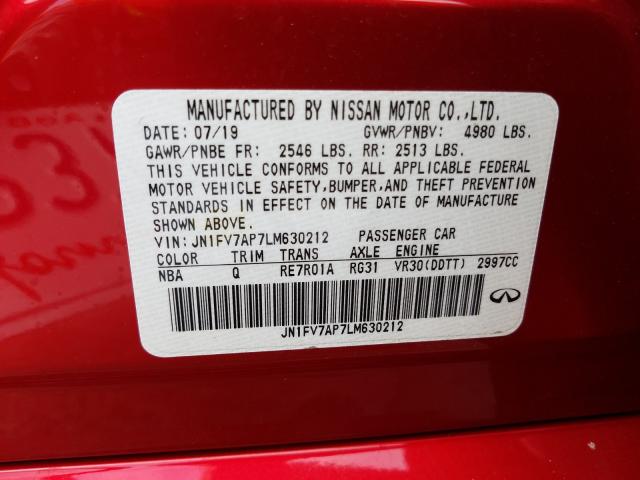 MANUFACTURED BY NISSAN MOTOR CO.,LTD.
DATE: 07/19 GVWR/PNBV: 4980 LBS.
GAWR/PNBE FR: 2546 LBS. RR: 2513 LBS.
THIS VEHICLE CONFORMS TO ALL APPLICABLE FEDERAL
MOTOR VEHICLE SAFETY,BUMPER,AND THEFT PREVENTION
STANDARDS IN EFFECT ON THE DATE OF MANUFACTURE
SHOWN ABOVE.
VIN: JN1FV7AP7LM630212 PASSENGER CAR
COLOR TRIM TRANS AXLE ENGINE
NBA Q RE7R01A RG31 VR30(DDTT) 2997CC
JN1FV7AP7LM630212